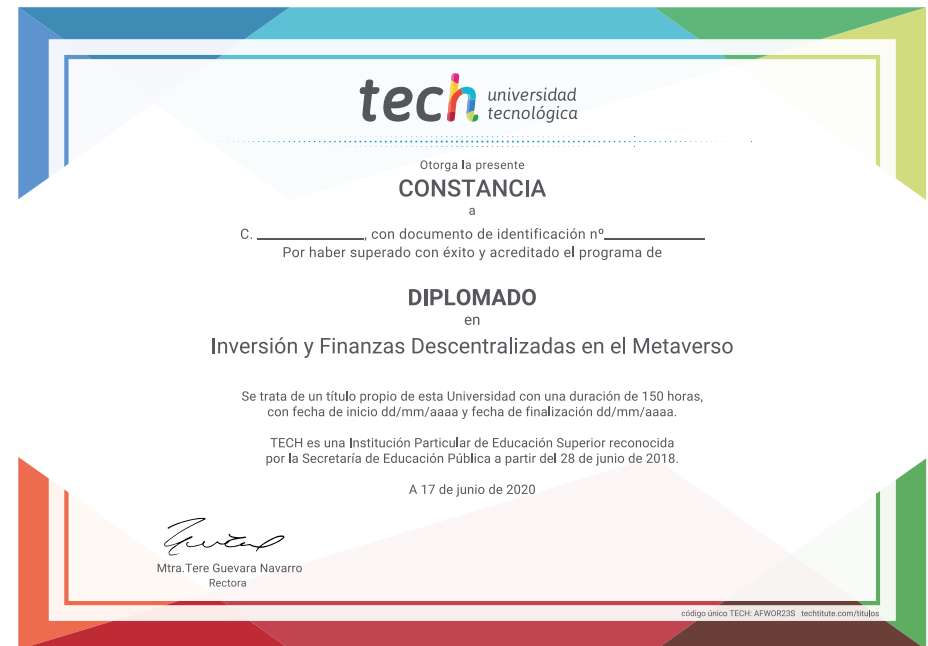 tech universidad
tecnológica
Otorga la presente
CONSTANCIA
a
C. ____________, con documento de identificación nº____________
Por haber superado con éxito y acreditado el programa de
DIPLOMADO
en
Inversión y Finanzas Descentralizadas en el Metaverso
Se trata de un título propio de esta Universidad con una duración de 150 horas,
con fecha de inicio dd/mm/aaaa y fecha de finalización dd/mm/aaaa.
TECH es una Institución Particular de Educación Superior reconocida
por la Secretaría de Educación Pública a partir del 28 de junio de 2018.
A 17 de junio de 2020
Mtra.Tere Guevara Navarro
Rectora
código único TECH: AFWOR23S techtitute.com/titulos